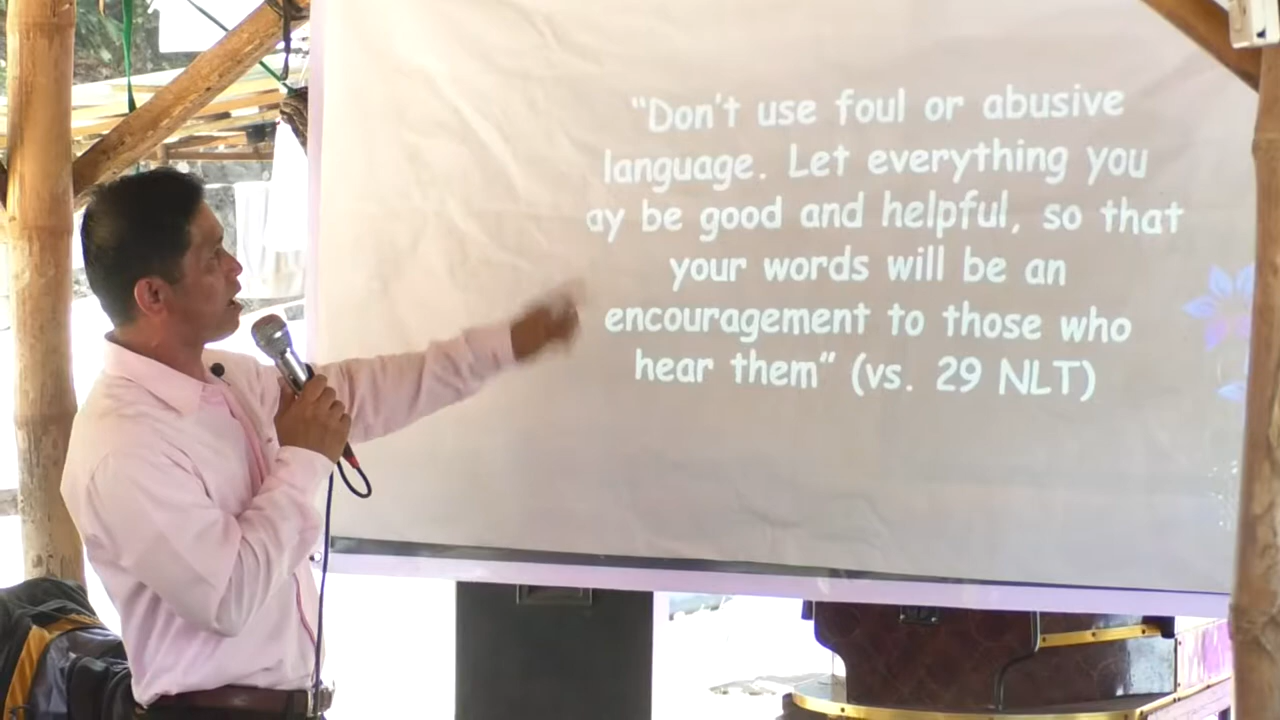 “Don't use foul or abusive
language. Let everything you
ay be good and helpful, so that
your words will be an
encouragement to those who
hear them” (vs. 29 NLT)